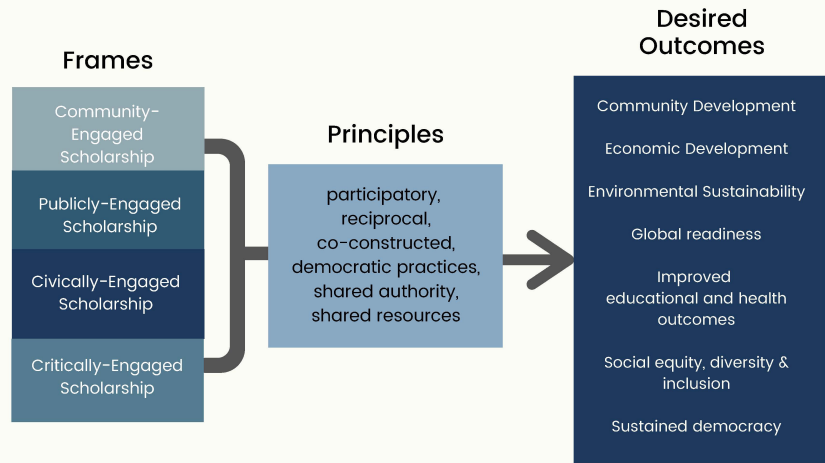 Frames
Community-
Engaged
Scholarship
Publicly-Engaged
Scholarship
Civically-Engaged
Scholarship
Critically-Engaged
Scholarship
Principles
participatory,
reciprocal,
co-constructed,
democratic practices,
shared authority,
shared resources
Desired
Outcomes
Community Development
Economic Development
Environmental Sustainability
Global readiness
Improved
educational and health
outcomes
Social equity, diversity &
inclusion
Sustained democracy